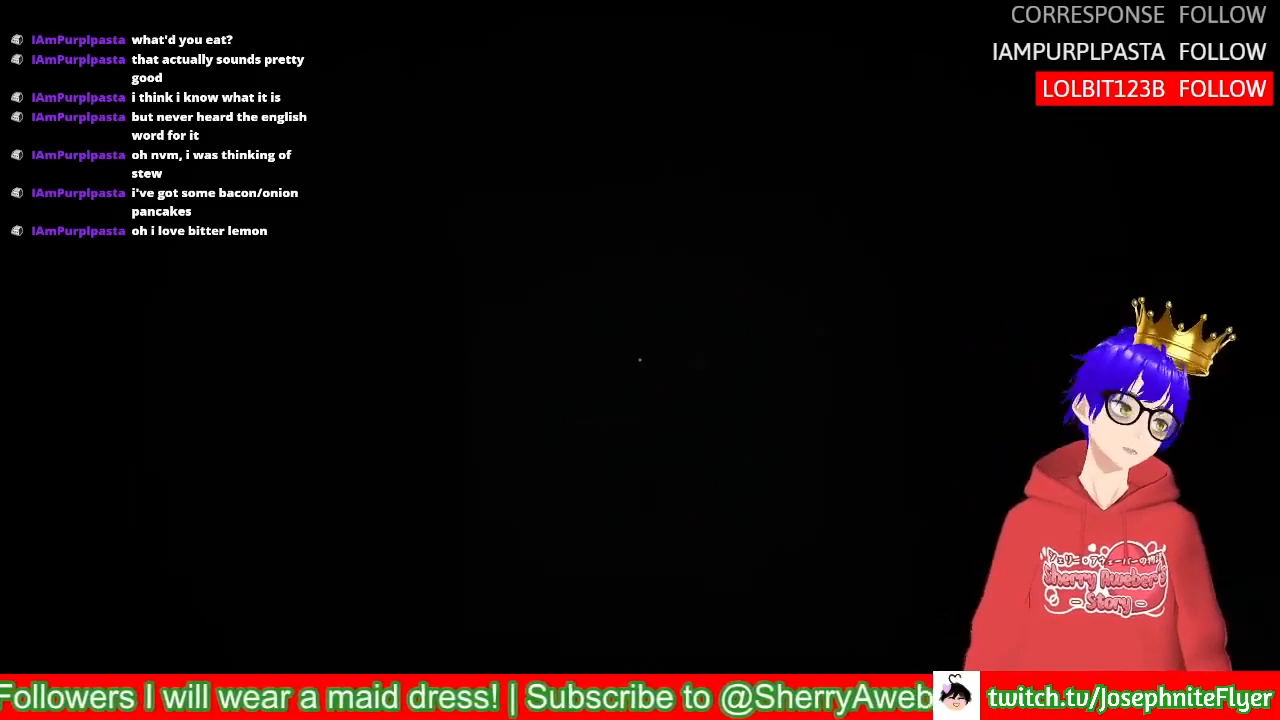 IAmPurplpasta what'd you eat?
IAmPurplpasta that actually sounds pretty
good
IAmPurplpasta i think i know what it is
IAmPurplpasta but never heard the english
word for it
IAmPurplpasta oh nvm, i was thinking of
stew
IAmPurplpasta i've got some bacon/onion
pancakes
IAmPurplpasta oh i love bitter lemon
CORRESPONSE FOLLOW
IAMPURPLPASTA FOLLOW
LOLBIT123B FOLLOW
Sherry Aweber's
- Story -
Followers I will wear a maid dress! | Subscribe to @SherryAweb
twitch.tv/JosephniteFlyer